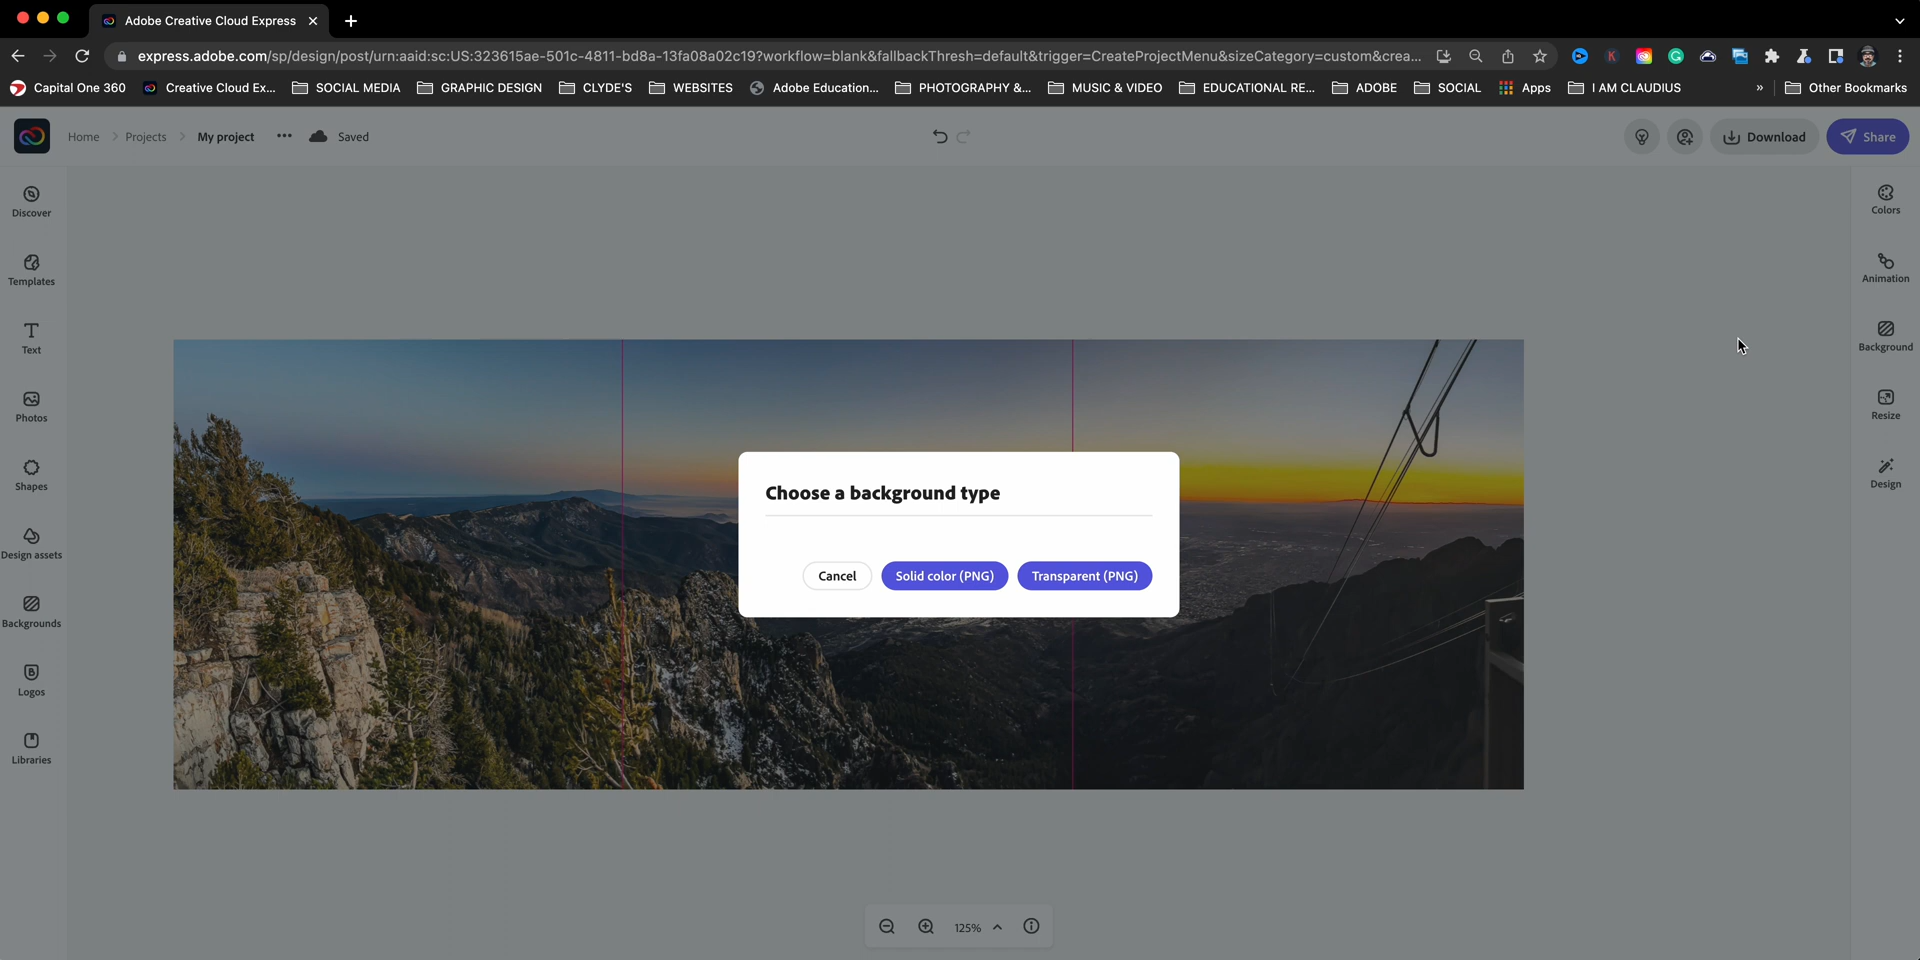 Adobe Creative Cloud Express
express.adobe.com/sp/design/post/urn:aaid:sc:US:323615ae-501c-4811-bd8a-13fa08a02c19?workflow=blank&fallbackThresh=default&trigger=CreateProjectMenu&sizeCategory=custom&crea...
Capital One 360 Creative Cloud Ex... SOCIAL MEDIA GRAPHIC DESIGN CLYDE'S WEBSITES Adobe Education... PHOTOGRAPHY &... MUSIC & VIDEO EDUCATIONAL RE... ADOBE SOCIAL Apps I AM CLAUDIUS » Other Bookmarks
Home Projects My project ••• Saved Download Share
Discover
Templates
Text
Photos
Shapes
Design assets
Backgrounds
Logos
Libraries
Choose a background type
Cancel Solid color (PNG) Transparent (PNG)
Colors
Animation
Background
Resize
Design
125%